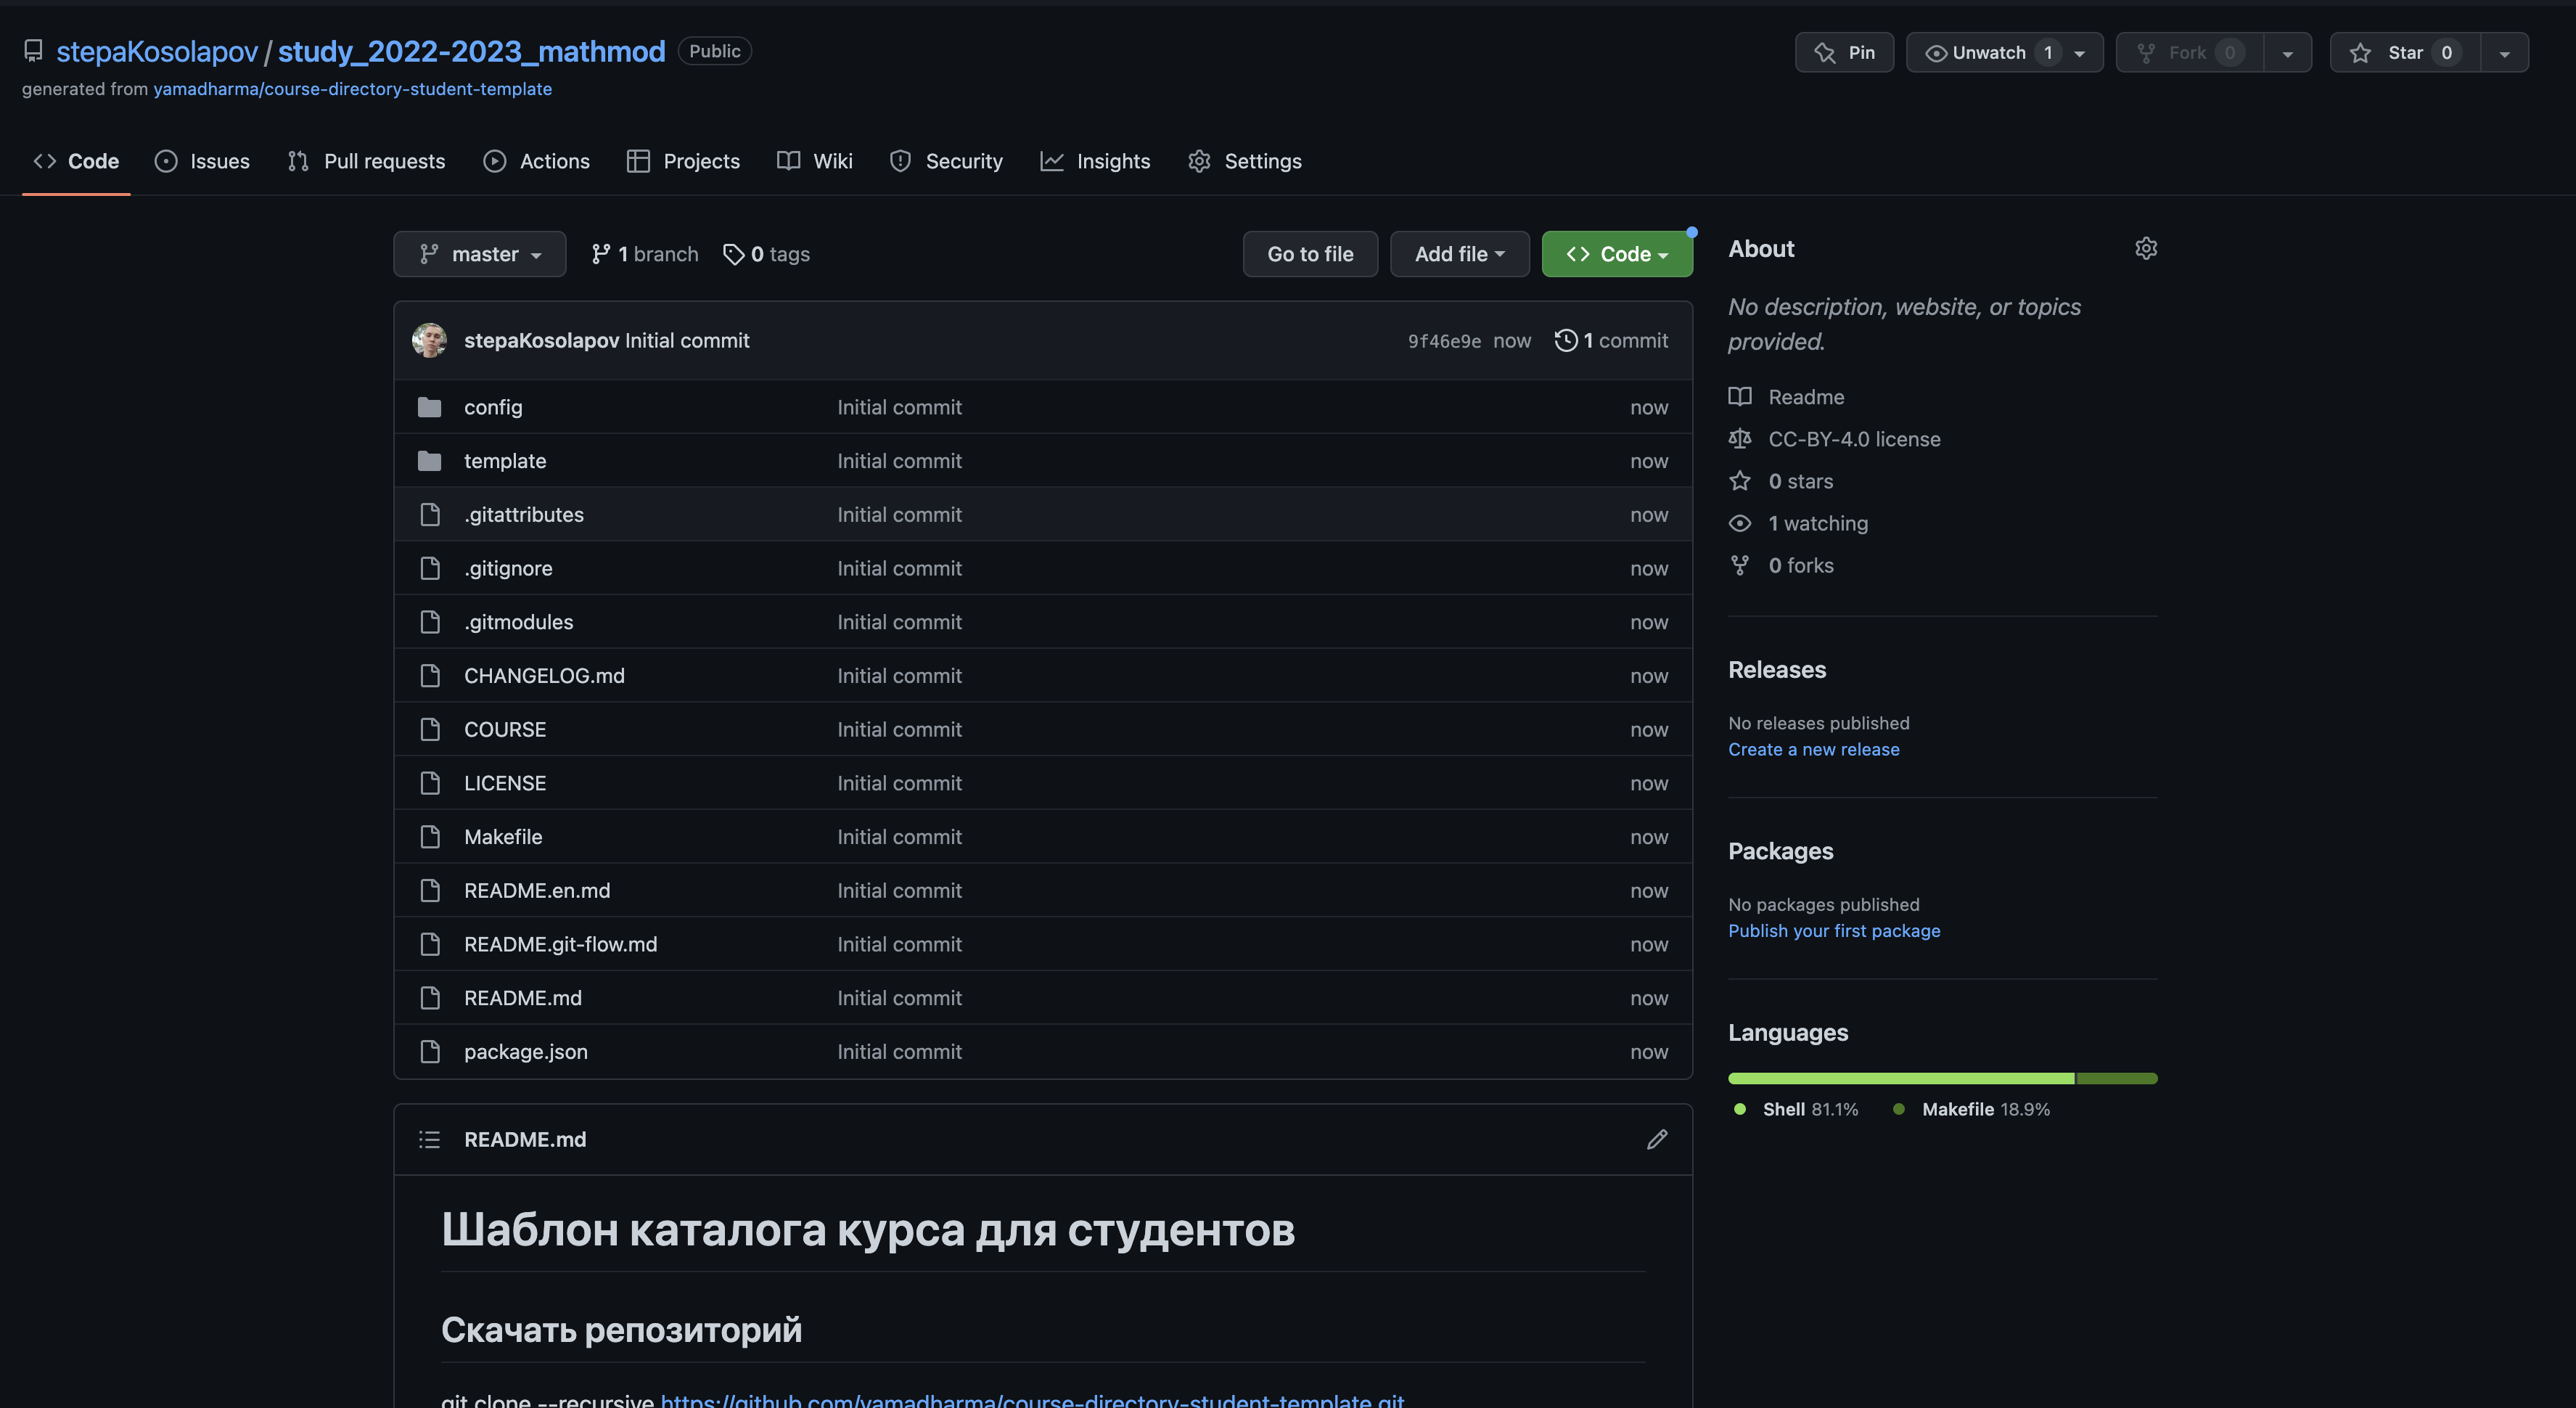 stepaKosolapov / study_2022-2023_mathmod Public
Pin Unwatch 1 Fork 0 Star 0
generated from yamadharma/course-directory-student-template
Code Issues Pull requests Actions Projects Wiki Security Insights Settings
master 1 branch 0 tags Go to file Add file Code
stepaKosolapov Initial commit 9f46e9e now 1 commit
config Initial commit now
template Initial commit now
.gitattributes Initial commit now
.gitignore Initial commit now
.gitmodules Initial commit now
CHANGELOG.md Initial commit now
COURSE Initial commit now
LICENSE Initial commit now
Makefile Initial commit now
README.en.md Initial commit now
README.git-flow.md Initial commit now
README.md Initial commit now
package.json Initial commit now
README.md
Шаблон каталога курса для студентов
Скачать репозиторий
git clone --recursive https://github.com/yamadharma/course-directory-student-template.git
About
No description, website, or topics
provided.
Readme
CC-BY-4.0 license
0 stars
1 watching
0 forks
Releases
No releases published
Create a new release
Packages
No packages published
Publish your first package
Languages
Shell 81.1% Makefile 18.9%